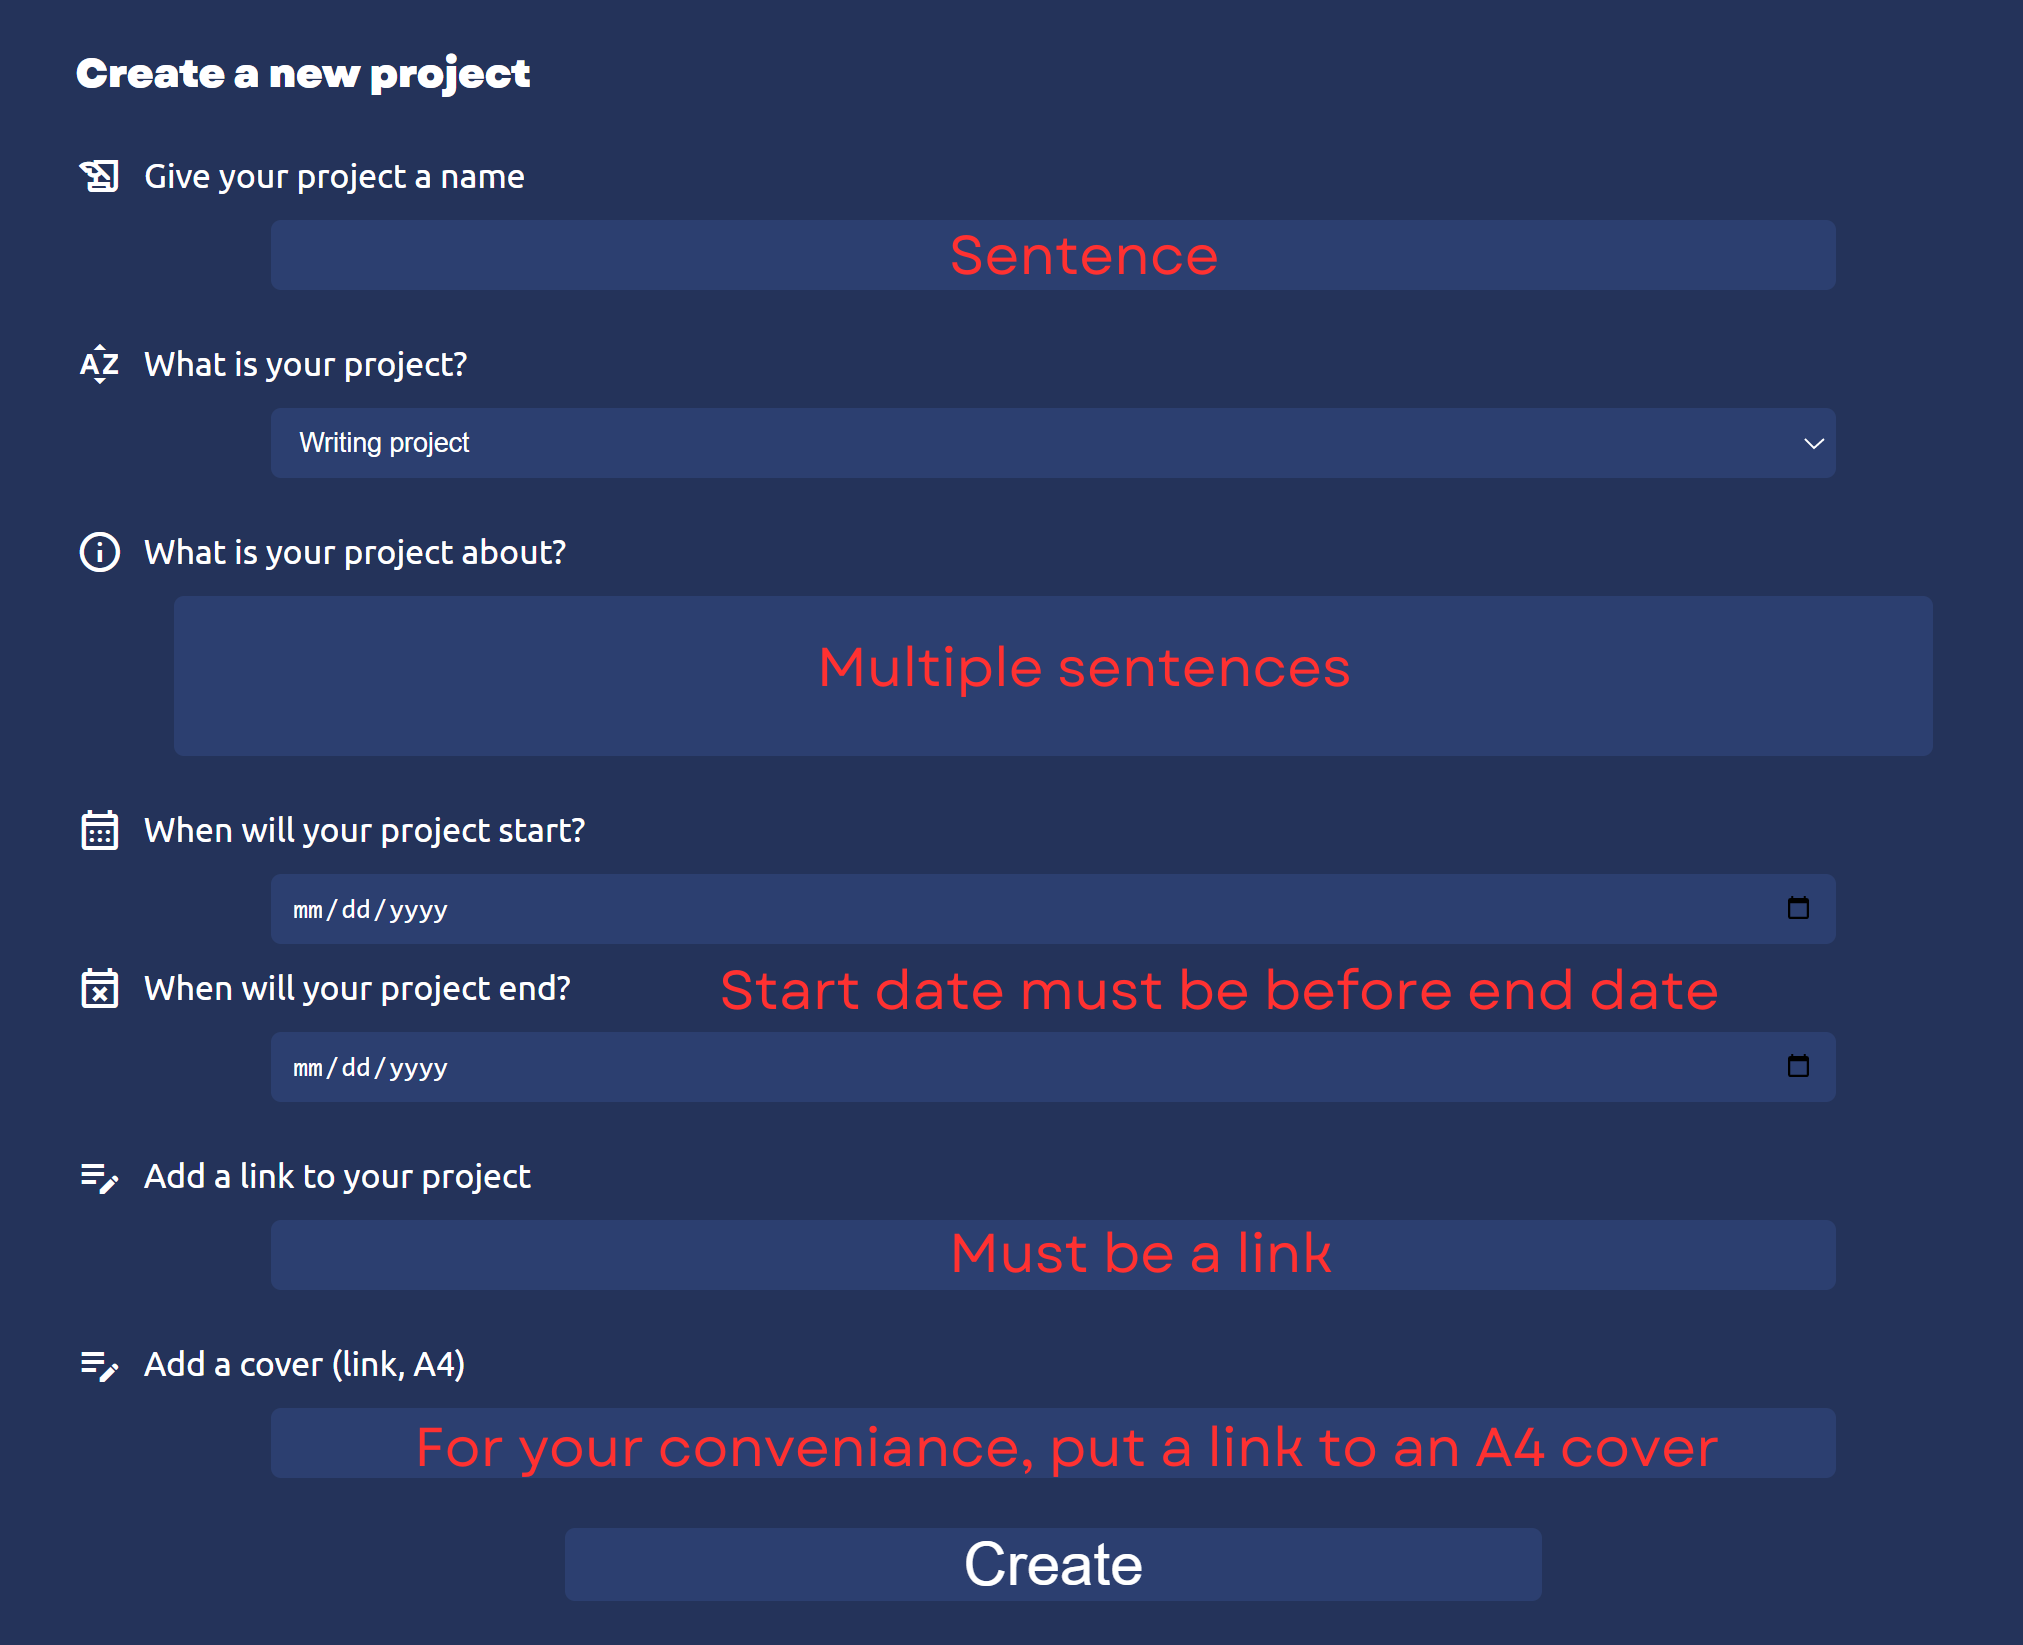 Create a new project
Give your project a name
Sentence
AZ What is your project?
Writing project
What is your project about?
Multiple sentences
When will your project start?
mm/dd/yyyy
When will your project end? Start date must be before end date
mm/dd/yyyy
Add a link to your project
Must be a link
Add a cover (link, A4)
For your conveniance, put a link to an A4 cover
Create